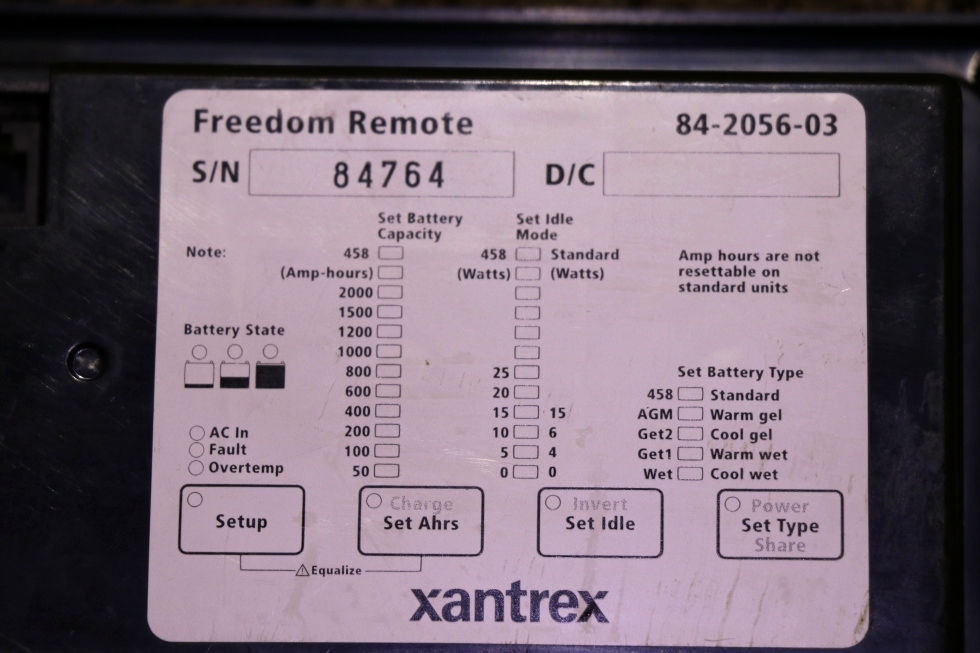 Freedom Remote 84-2056-03
S/N 84764 D/C
Set Battery Set Idle
Capacity Mode
Note: 458 458 Standard Amp hours are not
(Amp-hours) (Watts) (Watts) resettable on
2000 standard units
1500
Battery State 1200
1000
800 25 Set Battery Type
600 20 458 Standard
400 15 15 AGM Warm gel
AC In 200 10 6 Get2 Cool gel
Fault 100 5 4 Get1 Warm wet
Overtemp 50 0 0 Wet Cool wet
Charge Invert Power
Setup Set Ahrs Set Idle Set Type
Share
Equalize
xantrex